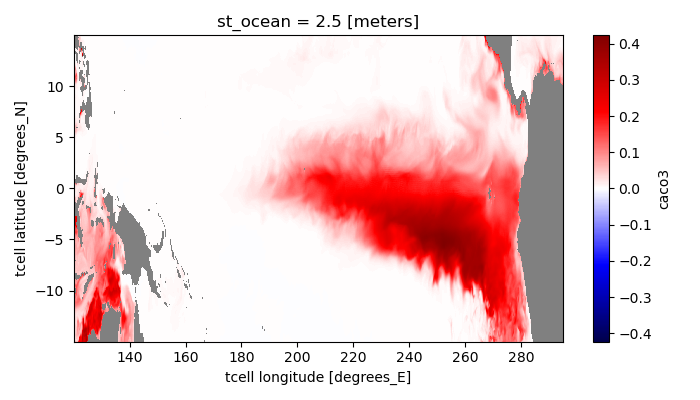 st_ocean = 2.5 [meters]
tcell latitude [degrees_N]
10
5
0
−5
−10
140 160 180 200 220 240 260 280
tcell longitude [degrees_E]
0.4
0.3
0.2
0.1
0.0
−0.1
−0.2
−0.3
−0.4
caco3